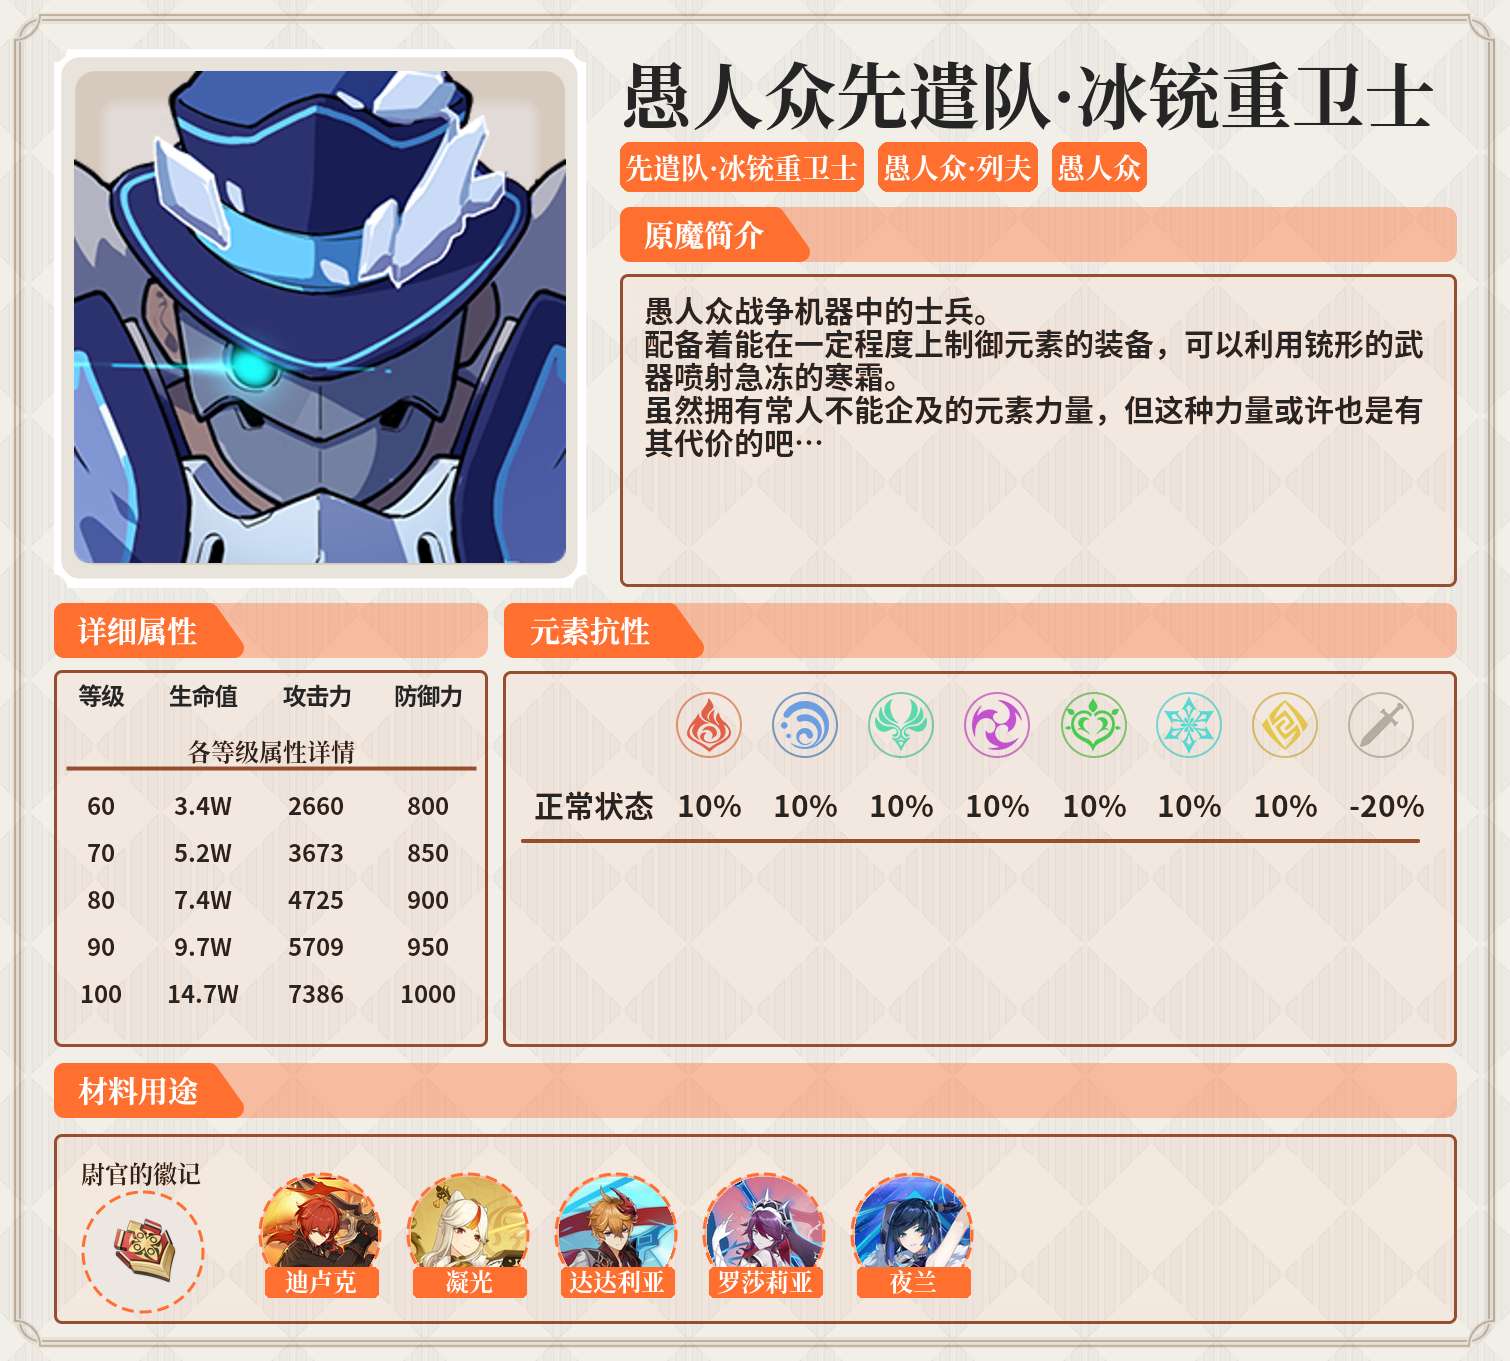 愚人众先遣队·冰铳重卫士
先遣队·冰铳重卫士 愚人众·列夫 愚人众
原魔简介
愚人众战争机器中的士兵。
配备着能在一定程度上制御元素的装备，可以利用铳形的武
器喷射急冻的寒霜。
虽然拥有常人不能企及的元素力量，但这种力量或许也是有
其代价的吧…
详细属性
等级 生命值 攻击力 防御力
各等级属性详情
60 3.4W 2660 800
70 5.2W 3673 850
80 7.4W 4725 900
90 9.7W 5709 950
100 14.7W 7386 1000
元素抗性
正常状态 10% 10% 10% 10% 10% 10% 10% -20%
材料用途
尉官的徽记
迪卢克 凝光 达达利亚 罗莎莉亚 夜兰